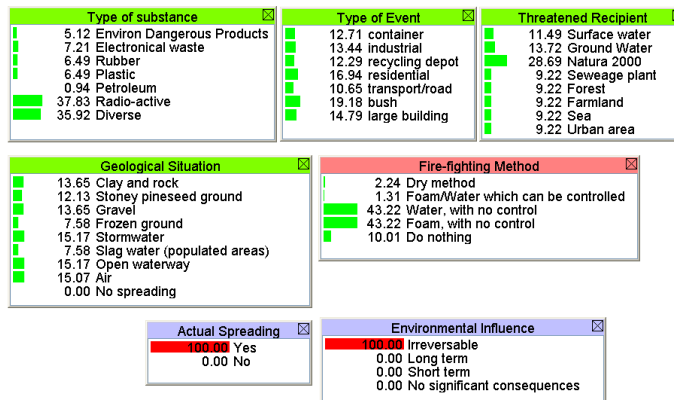 Type of substance
5.12 Environ Dangerous Products
7.21 Electronical waste
6.49 Rubber
6.49 Plastic
0.94 Petroleum
37.83 Radio-active
35.92 Diverse
Type of Event
12.71 container
13.44 industrial
12.29 recycling depot
16.94 residential
10.65 transport/road
19.18 bush
14.79 large building
Threatened Recipient
11.49 Surface water
13.72 Ground Water
28.69 Natura 2000
9.22 Seweage plant
9.22 Forest
9.22 Farmland
9.22 Sea
9.22 Urban area
Geological Situation
13.65 Clay and rock
12.13 Stoney pineseed ground
13.65 Gravel
7.58 Frozen ground
15.17 Stormwater
7.58 Slag water (populated areas)
15.17 Open waterway
15.07 Air
0.00 No spreading
Fire-fighting Method
2.24 Dry method
1.31 Foam/Water which can be controlled
43.22 Water, with no control
43.22 Foam, with no control
10.01 Do nothing
Actual Spreading
100.00 Yes
0.00 No
Environmental Influence
100.00 Irreversable
0.00 Long term
0.00 Short term
0.00 No significant consequences